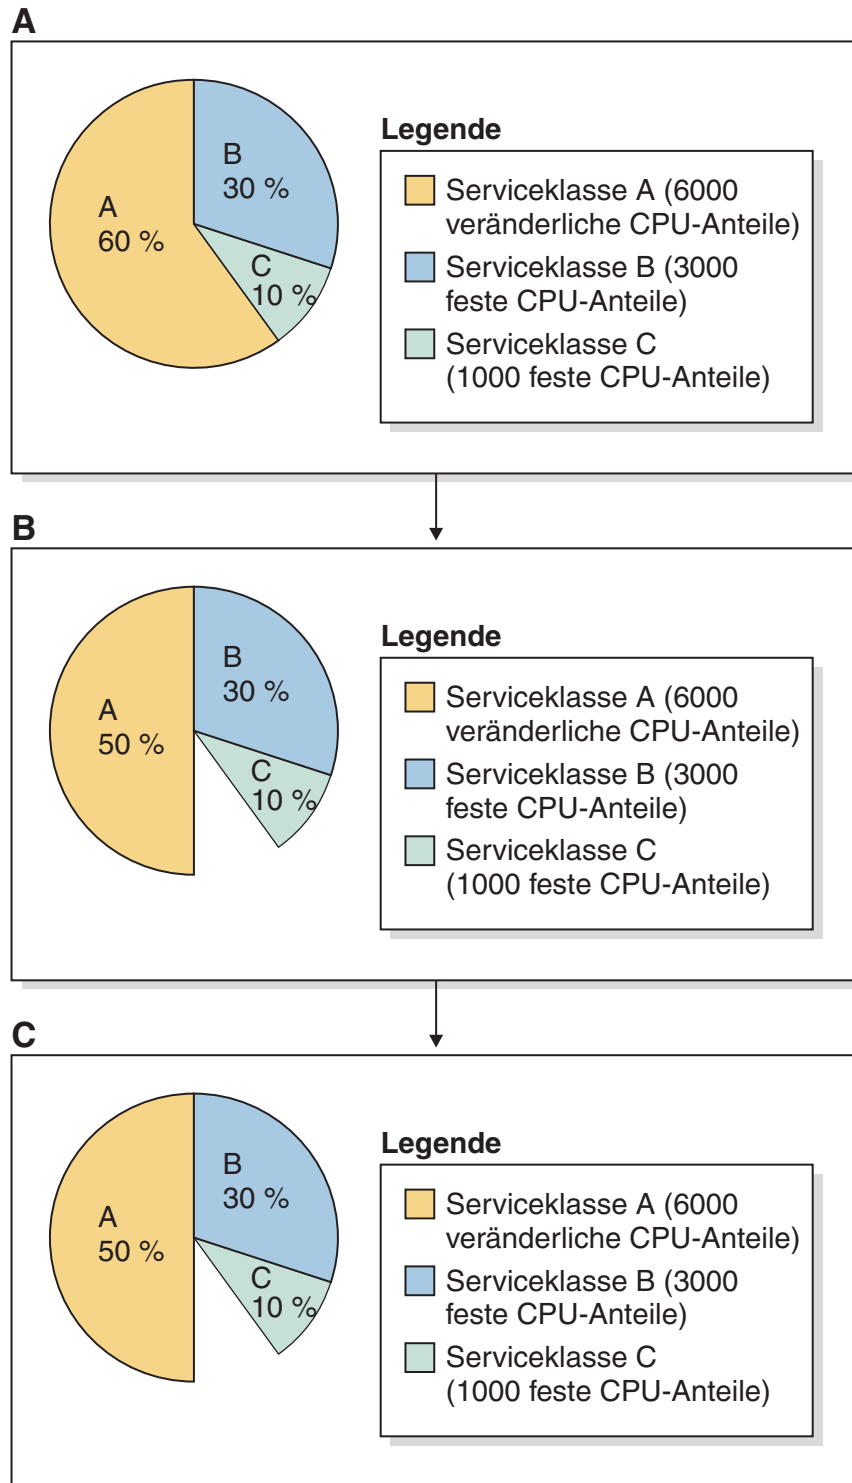 A
B
30 %
A
60 %
C
10 %
Legende
Serviceklasse A (6000
veränderliche CPU-Anteile)
Serviceklasse B (3000
feste CPU-Anteile)
Serviceklasse C
(1000 feste CPU-Anteile)
B
B
30 %
A
50 %
C
10 %
Legende
Serviceklasse A (6000
veränderliche CPU-Anteile)
Serviceklasse B (3000
feste CPU-Anteile)
Serviceklasse C
(1000 feste CPU-Anteile)
C
B
30 %
A
50 %
C
10 %
Legende
Serviceklasse A (6000
veränderliche CPU-Anteile)
Serviceklasse B (3000
feste CPU-Anteile)
Serviceklasse C
(1000 feste CPU-Anteile)